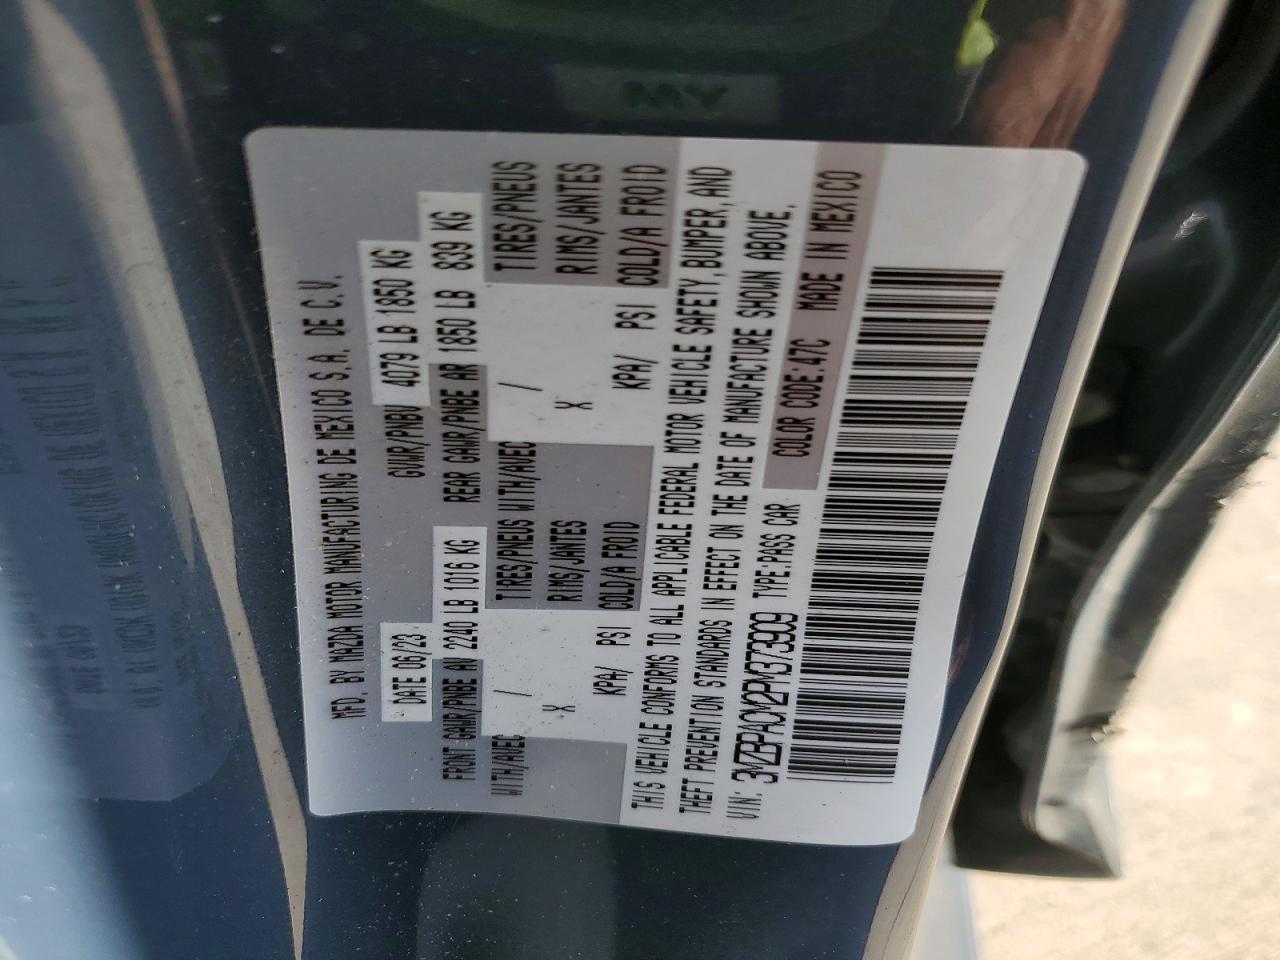 MFD. BY MAZDA MOTOR MANUFACTURING DE MEXICO S.A. DE C.V.
DATE 06/23 GVWR/PNBV 4079 LB 1850 KG
FRONT GAWR/PNBE AV 2240 LB 1016 KG REAR GAWR/PNBE AR 1850 LB 839 KG
WITH/AVEC / TIRES/PNEUS WITH/AVEC / TIRES/PNEUS
X RIMS/JANTES X RIMS/JANTES
KPA/ PSI COLD/A FROID KPA/ PSI COLD/A FROID
THIS VEHICLE CONFORMS TO ALL APPLICABLE FEDERAL MOTOR VEHICLE SAFETY, BUMPER, AND
THEFT PREVENTION STANDARDS IN EFFECT ON THE DATE OF MANUFACTURE SHOWN ABOVE.
VIN: 3MZBPACM2PM373909 TYPE:PASS CAR
COLOR CODE:47C MADE IN MEXICO